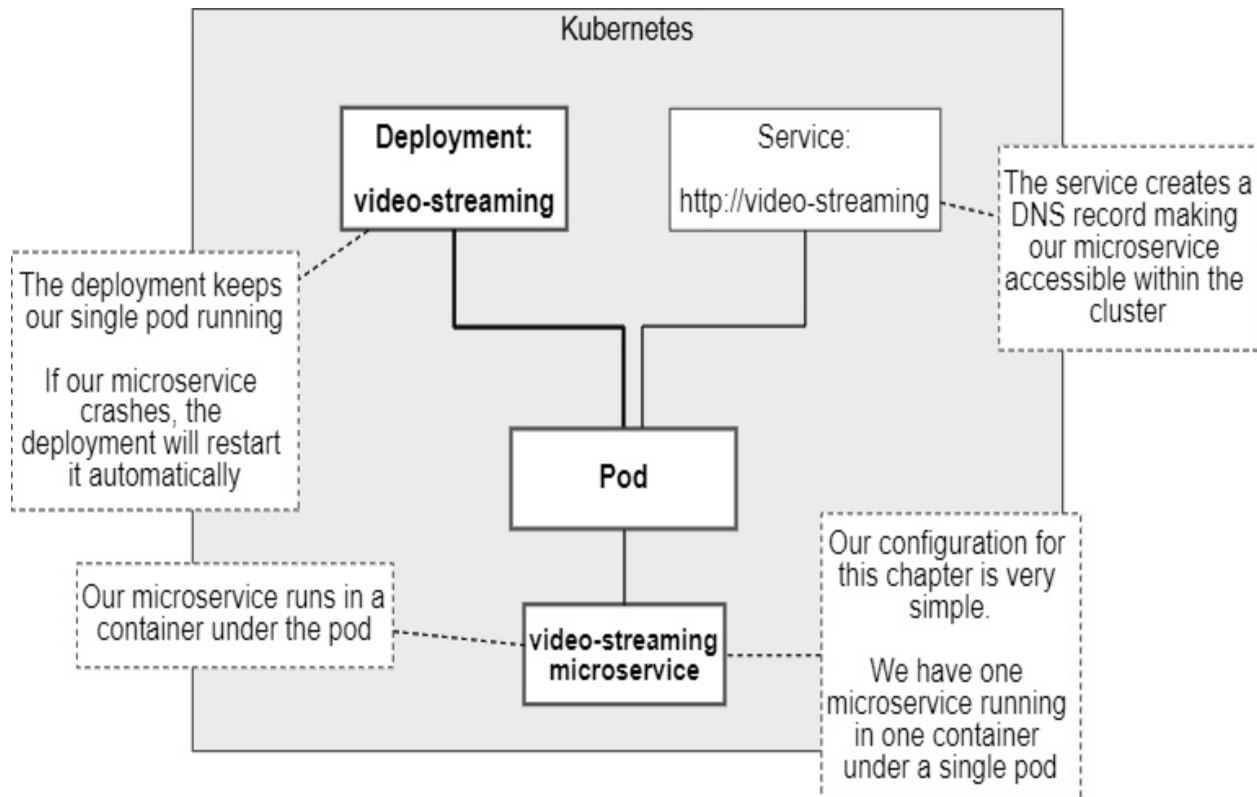 Kubernetes
Deployment:
video-streaming
Service:
http://video-streaming
The service creates a
DNS record making
our microservice
accessible within the
cluster
The deployment keeps
our single pod running
If our microservice
crashes, the
deployment will restart
it automatically
Pod
Our microservice runs in a
container under the pod
video-streaming
microservice
Our configuration for
this chapter is very
simple.
We have one
microservice running
in one container
under a single pod